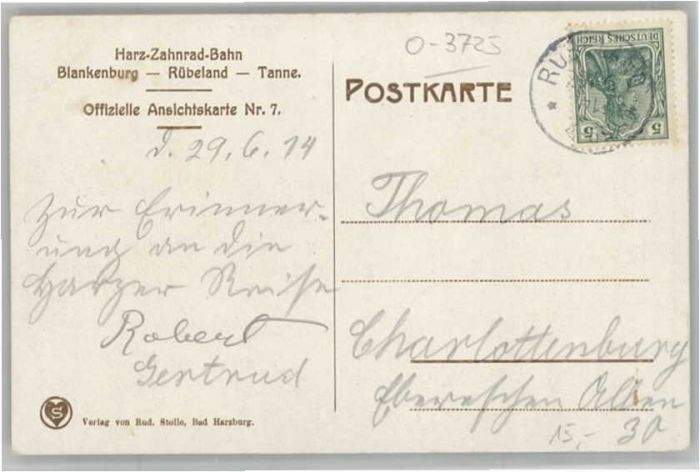 Harz-Zahnrad-Bahn
Blankenburg — Rübeland — Tanne.
Offizielle Ansichtskarte Nr. 7.
d. 29.6.14
Zur Erinner-
ung an die
Harzer Reise
Robert
Gertrud
S
Verlag von Rud. Stolle, Bad Harzburg.
0-3725
POSTKARTE
RÜ
DEUTSCHES REICH
5 5
Thomas
Charlottenburg
15,- 30